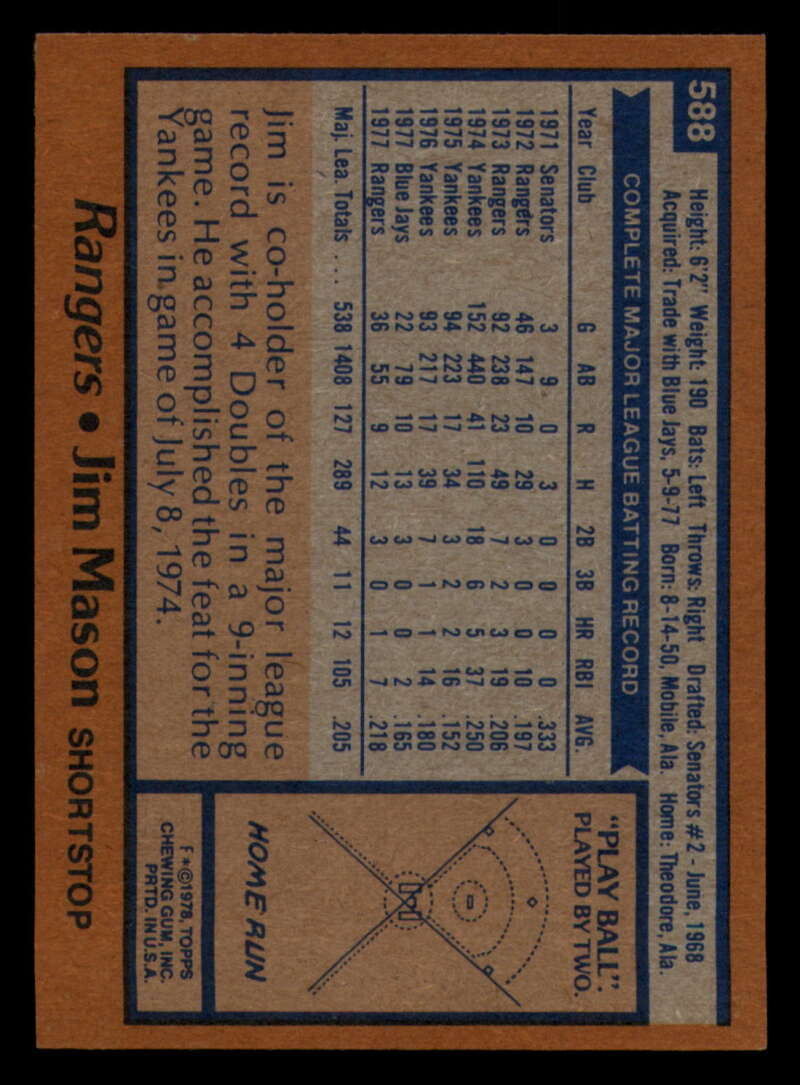 588
Height: 6'2" Weight: 190 Bats: Left Throws: Right Drafted: Senators #2 - June, 1968
Acquired: Trade with Blue Jays, 5-9-77 Born: 8-14-50, Mobile, Ala. Home: Theodore, Ala.
COMPLETE MAJOR LEAGUE BATTING RECORD
Year Club G AB R H 2B 3B HR RBI AVG.
1971 Senators 3 9 0 3 0 0 0 0 .333
1972 Rangers 46 147 10 29 3 0 0 10 .197
1973 Rangers 92 238 23 49 7 2 3 19 .206
1974 Yankees 152 440 41 110 18 6 5 37 .250
1975 Yankees 94 223 17 34 3 2 2 16 .152
1976 Yankees 93 217 17 39 7 1 1 14 .180
1977 Blue Jays 22 79 10 13 3 0 0 2 .165
1977 Rangers 36 55 9 12 3 0 1 7 .218
Maj. Lea. Totals ... 538 1408 127 289 44 11 12 105 .205
Jim is co-holder of the major league
record with 4 Doubles in a 9-inning
game. He accomplished the feat for the
Yankees in game of July 8, 1974.
"PLAY BALL".
PLAYED BY TWO.
HOME RUN
F*©1978, TOPPS
CHEWING GUM, INC.
PRTD. IN U.S.A.
Rangers • Jim Mason SHORTSTOP